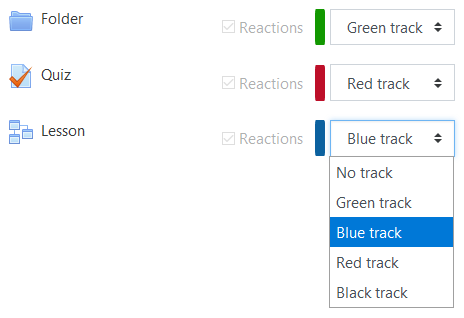 Folder Reactions Green track
Quiz Reactions Red track
Lesson Reactions Blue track
No track
Green track
Blue track
Red track
Black track